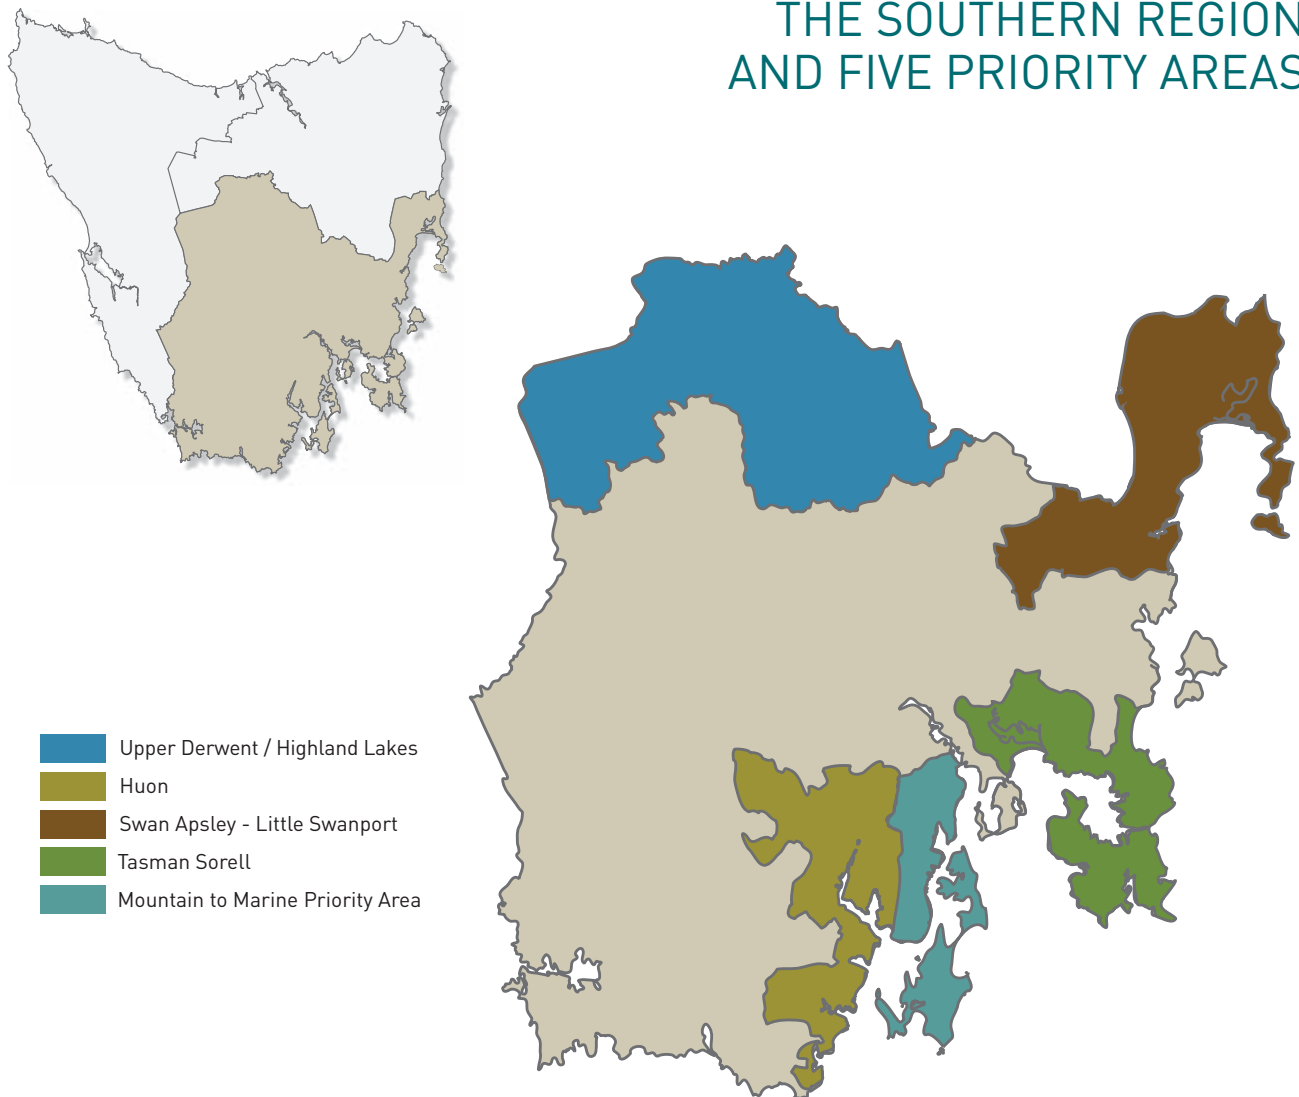 THE SOUTHERN REGION
AND FIVE PRIORITY AREAS
Upper Derwent / Highland Lakes
Huon
Swan Apsley - Little Swanport
Tasman Sorell
Mountain to Marine Priority Area